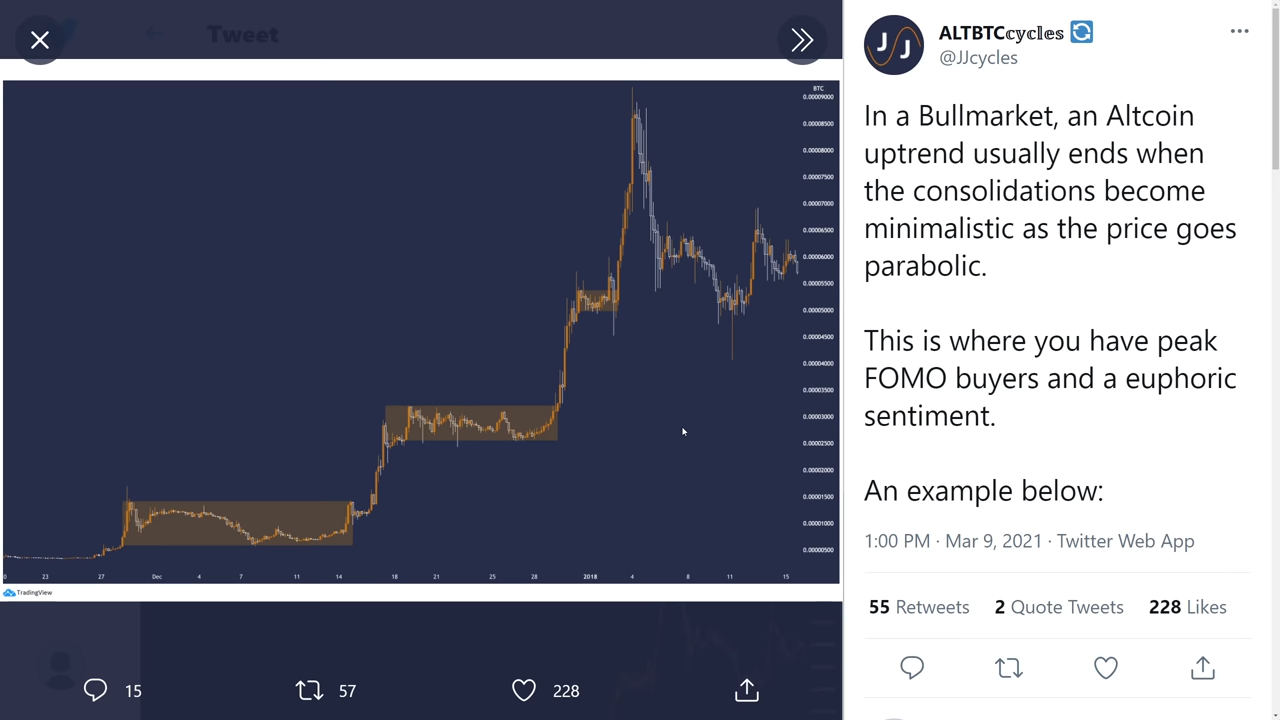 Tweet
BTC
0.00009000
0.00008500
0.00008000
0.00007500
0.00007000
0.00006500
0.00006000
0.00005500
0.00005000
0.00004500
0.00004000
0.00003500
0.00003000
0.00002500
0.00002000
0.00001500
0.00001000
0.00000500
0 23 27 Dec 4 7 11 14 18 21 25 28 2018 4 8 11 15
TradingView
15 57 228
JJ
ALTBTCcycles
@JJcycles
In a Bullmarket, an Altcoin
uptrend usually ends when
the consolidations become
minimalistic as the price goes
parabolic.
This is where you have peak
FOMO buyers and a euphoric
sentiment.
An example below:
1:00 PM · Mar 9, 2021 · Twitter Web App
55 Retweets 2 Quote Tweets 228 Likes